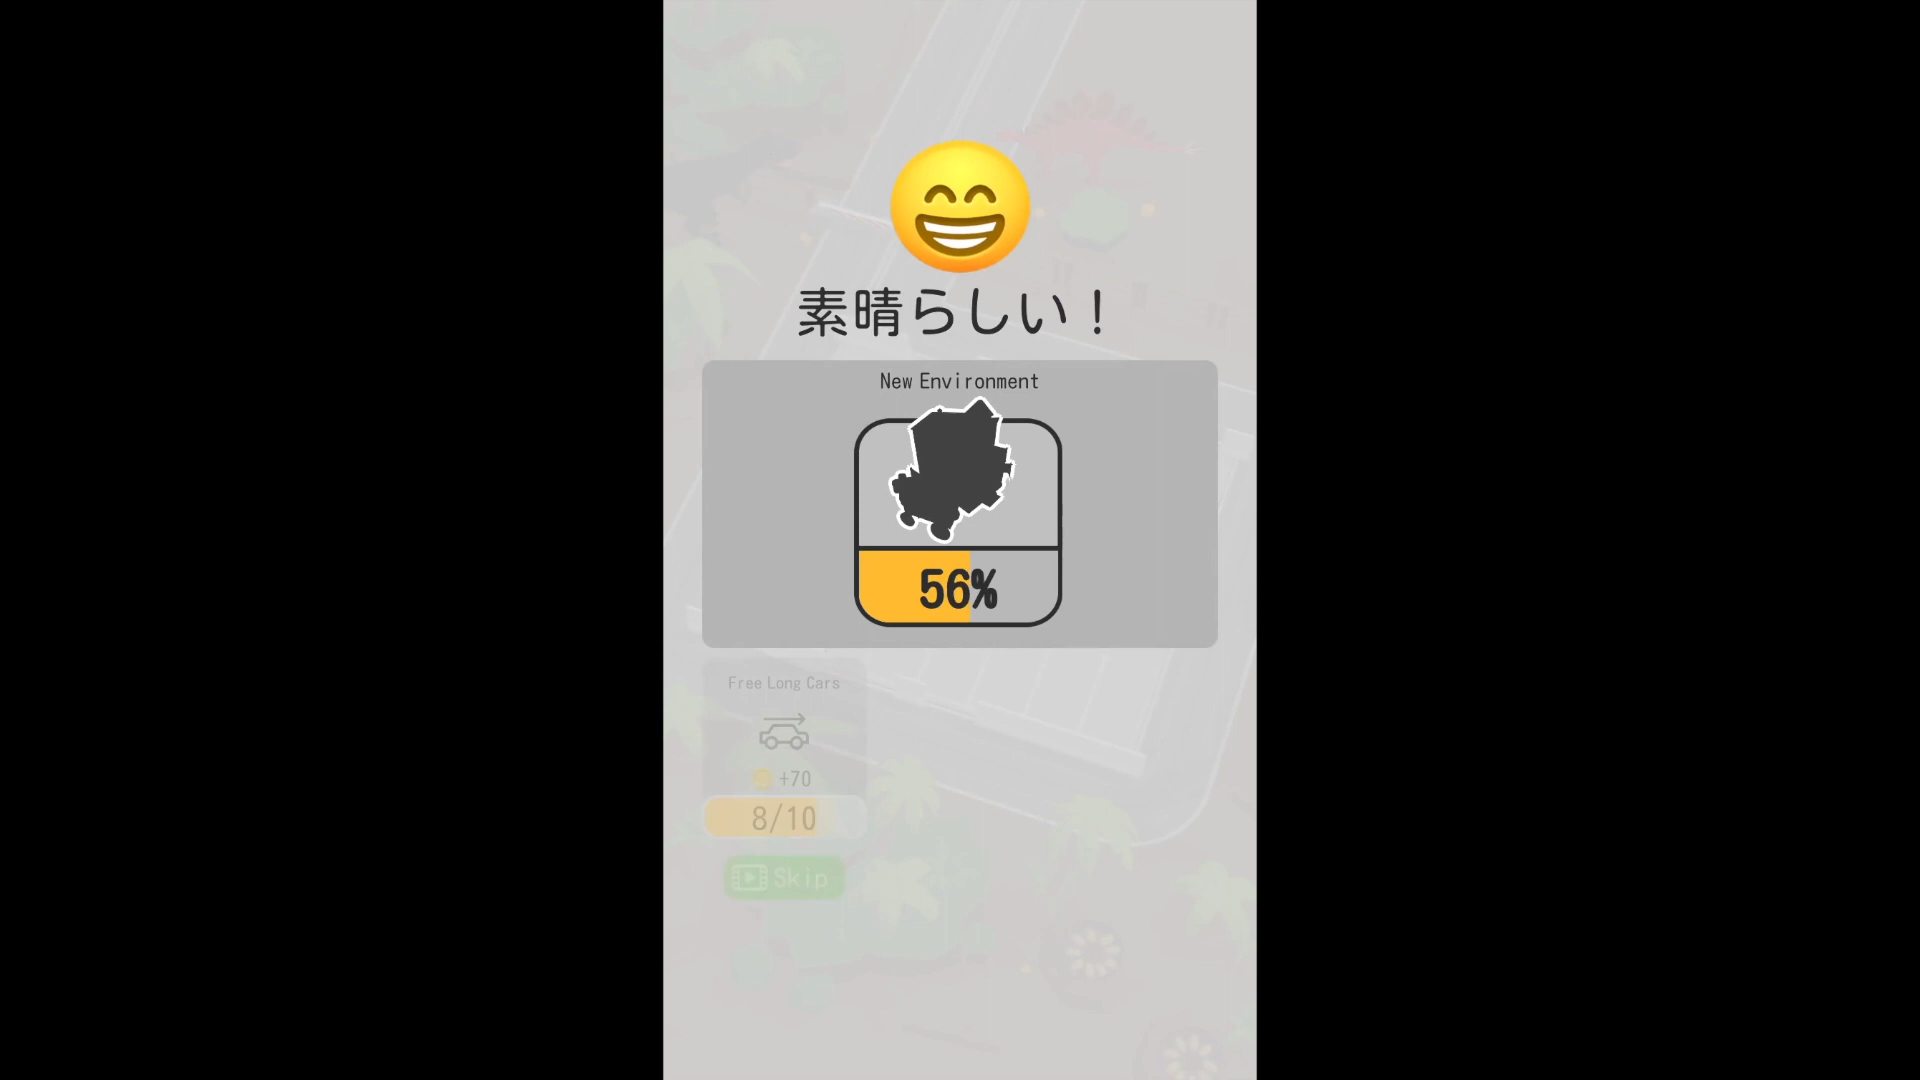 素晴らしい！
New Environment
56%
Free Long Cars
+70
8/10
Skip